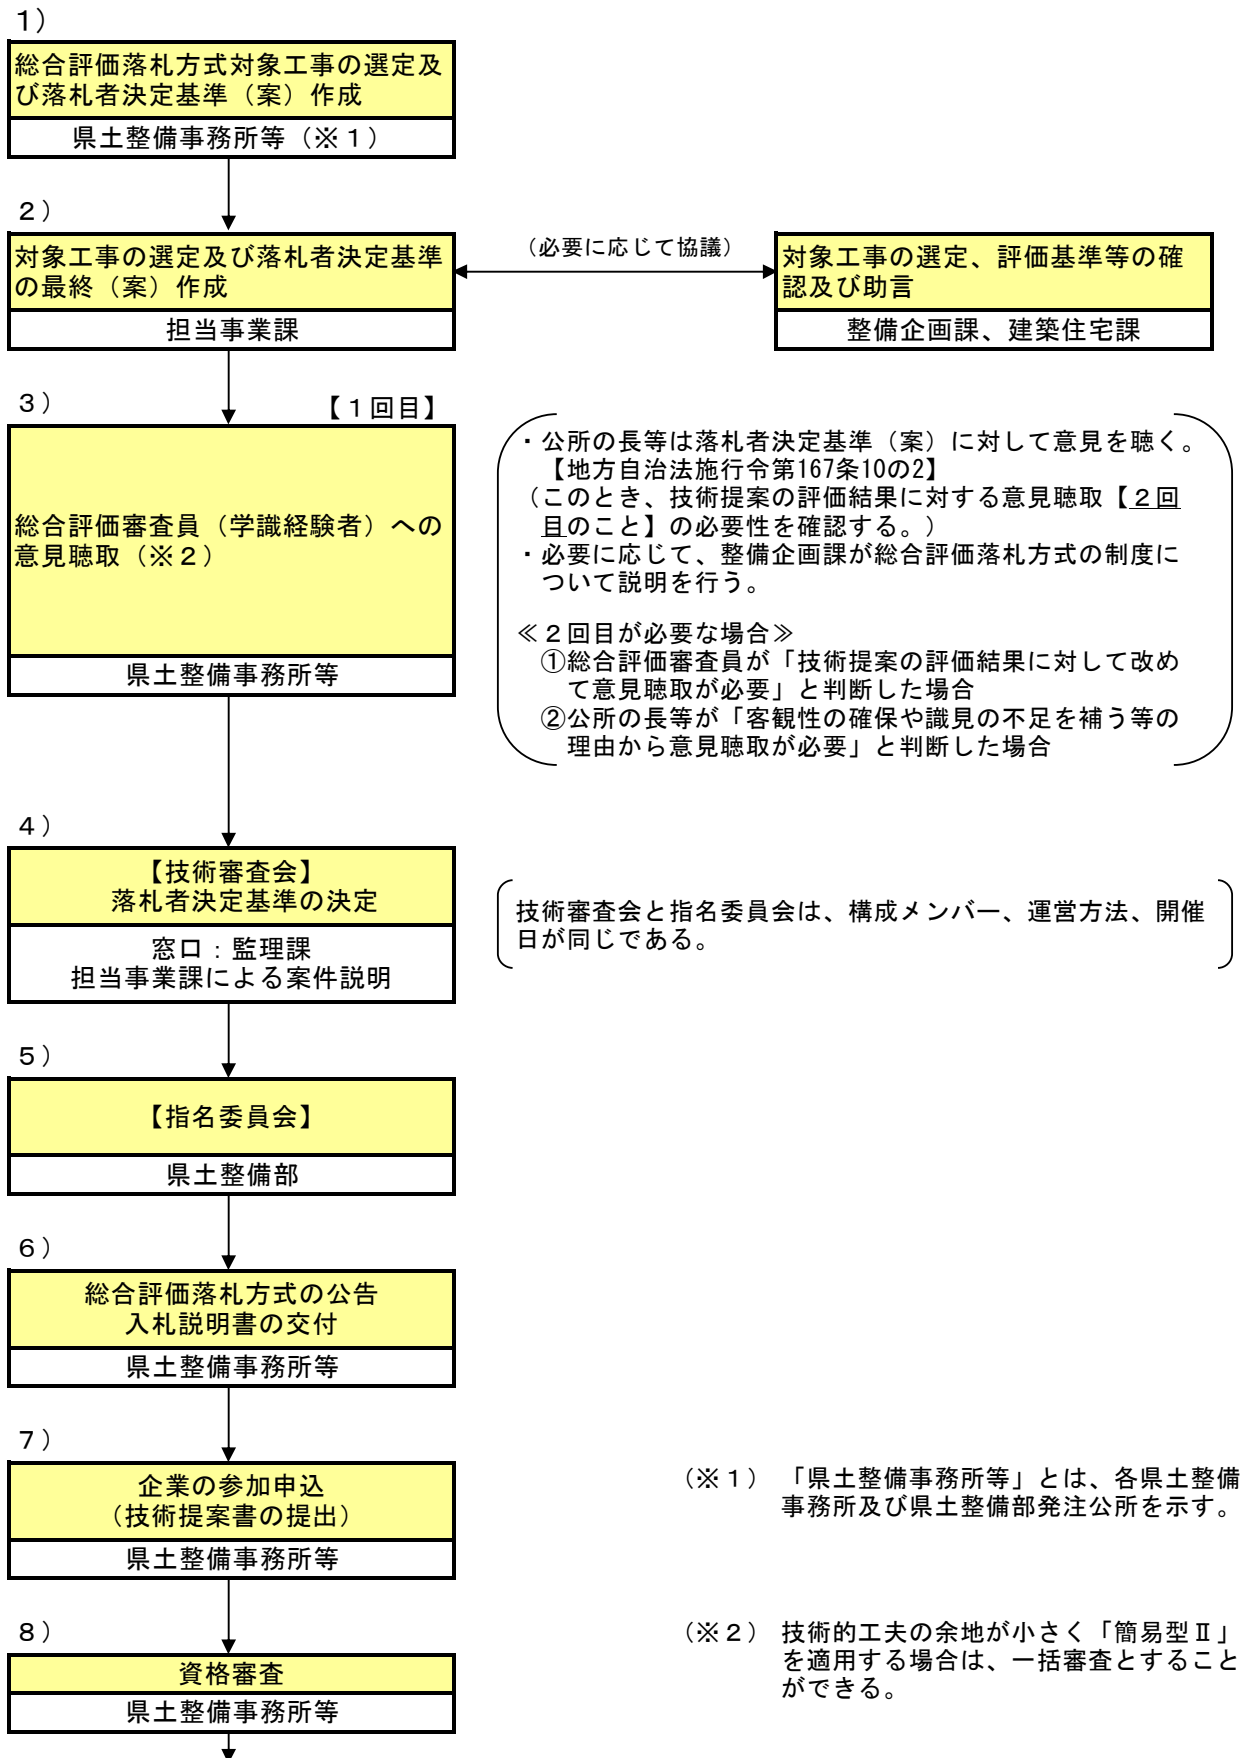 １）
総合評価落札方式対象工事の選定及
び落札者決定基準（案）作成
県土整備事務所等（※１）
２）
対象工事の選定及び落札者決定基準
の最終（案）作成
担当事業課
（必要に応じて協議）
対象工事の選定、評価基準等の確
認及び助言
整備企画課、建築住宅課
３）
【１回目】
総合評価審査員（学識経験者）への
意見聴取（※２）
県土整備事務所等
・公所の長等は落札者決定基準（案）に対して意見を聴く。
【地方自治法施行令第167条10の2】
（このとき、技術提案の評価結果に対する意見聴取【２回
目のこと】の必要性を確認する。）
・必要に応じて、整備企画課が総合評価落札方式の制度に
ついて説明を行う。
≪２回目が必要な場合≫
①総合評価審査員が「技術提案の評価結果に対して改め
て意見聴取が必要」と判断した場合
②公所の長等が「客観性の確保や識見の不足を補う等の
理由から意見聴取が必要」と判断した場合
４）
【技術審査会】
落札者決定基準の決定
窓口：監理課
担当事業課による案件説明
技術審査会と指名委員会は、構成メンバー、運営方法、開催
日が同じである。
５）
【指名委員会】
県土整備部
６）
総合評価落札方式の公告
入札説明書の交付
県土整備事務所等
７）
企業の参加申込
（技術提案書の提出）
県土整備事務所等
（※１）　「県土整備事務所等」とは、各県土整備
事務所及び県土整備部発注公所を示す。
８）
資格審査
県土整備事務所等
（※２）　技術的工夫の余地が小さく「簡易型Ⅱ」
を適用する場合は、一括審査とすること
ができる。